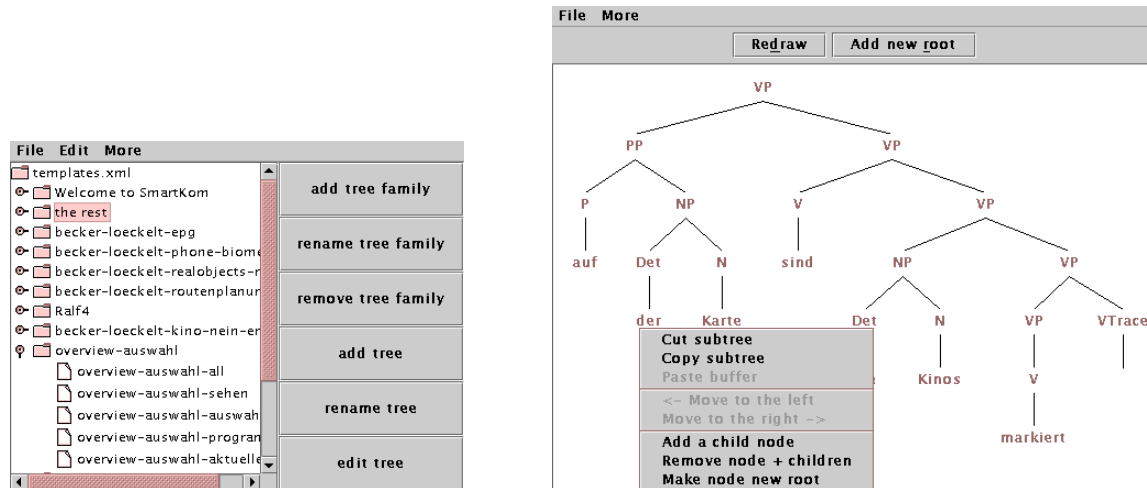 File Edit More
templates.xml
Welcome to SmartKom
the rest
becker-loeckelt-epg
becker-loeckelt-phone-biome
becker-loeckelt-realobjects-r
becker-loeckelt-routenplanur
Ralf4
becker-loeckelt-kino-nein-er
overview-auswahl
overview-auswahl-all
overview-auswahl-sehen
overview-auswahl-auswah
overview-auswahl-program
overview-auswahl-aktuelle
add tree family
rename tree family
remove tree family
add tree
rename tree
edit tree
File More
Redraw Add new root
VP
PP VP
P NP V VP
auf Det N sind NP VP
der Karte Det N VP VTrace
Kinos V
markiert
Cut subtree
Copy subtree
Paste buffer
<- Move to the left
Move to the right ->
Add a child node
Remove node + children
Make node new root